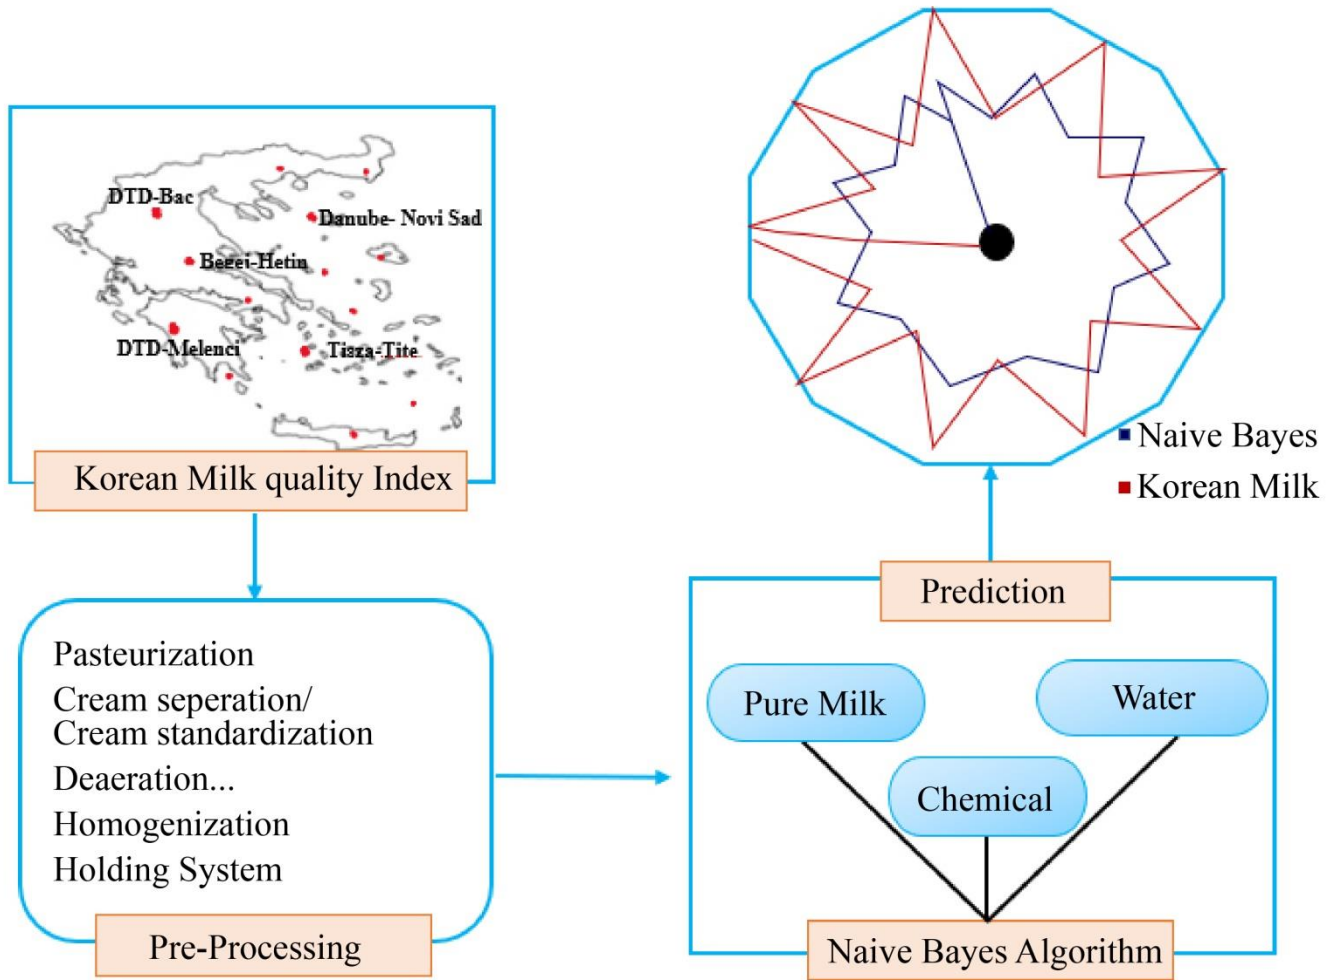 DTD-Bac
Danube- Novi Sad
Begei-Hetin
DTD-Melenci
Tisza-Tite
Korean Milk quality Index
Pasteurization
Cream seperation/
Cream standardization
Deaeration...
Homogenization
Holding System
Pre-Processing
Naive Bayes
Korean Milk
Prediction
Pure Milk
Water
Chemical
Naive Bayes Algorithm